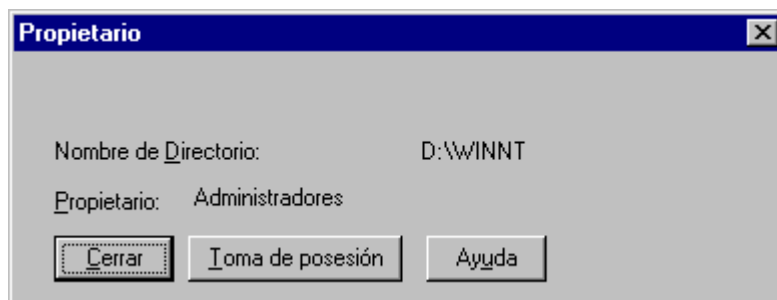 Propietario
Nombre de Directorio: D:\WINNT
Propietario: Administradores
Cerrar Toma de posesión Ayuda